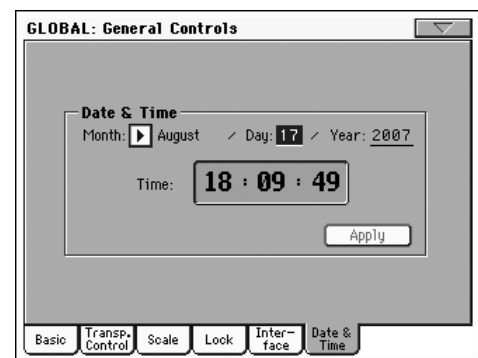 GLOBAL: General Controls
Date & Time
Month: August / Day: 17 / Year: 2007
Time: 18 : 09 : 49
Apply
Basic Transp. Control Scale Lock Inter- face Date & Time